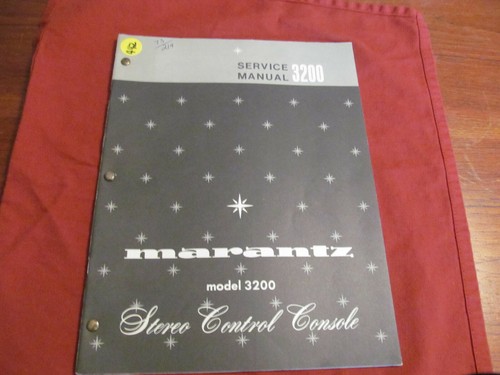 SERVICE
MANUAL 3200
marantz
model 3200
Stereo Control Console